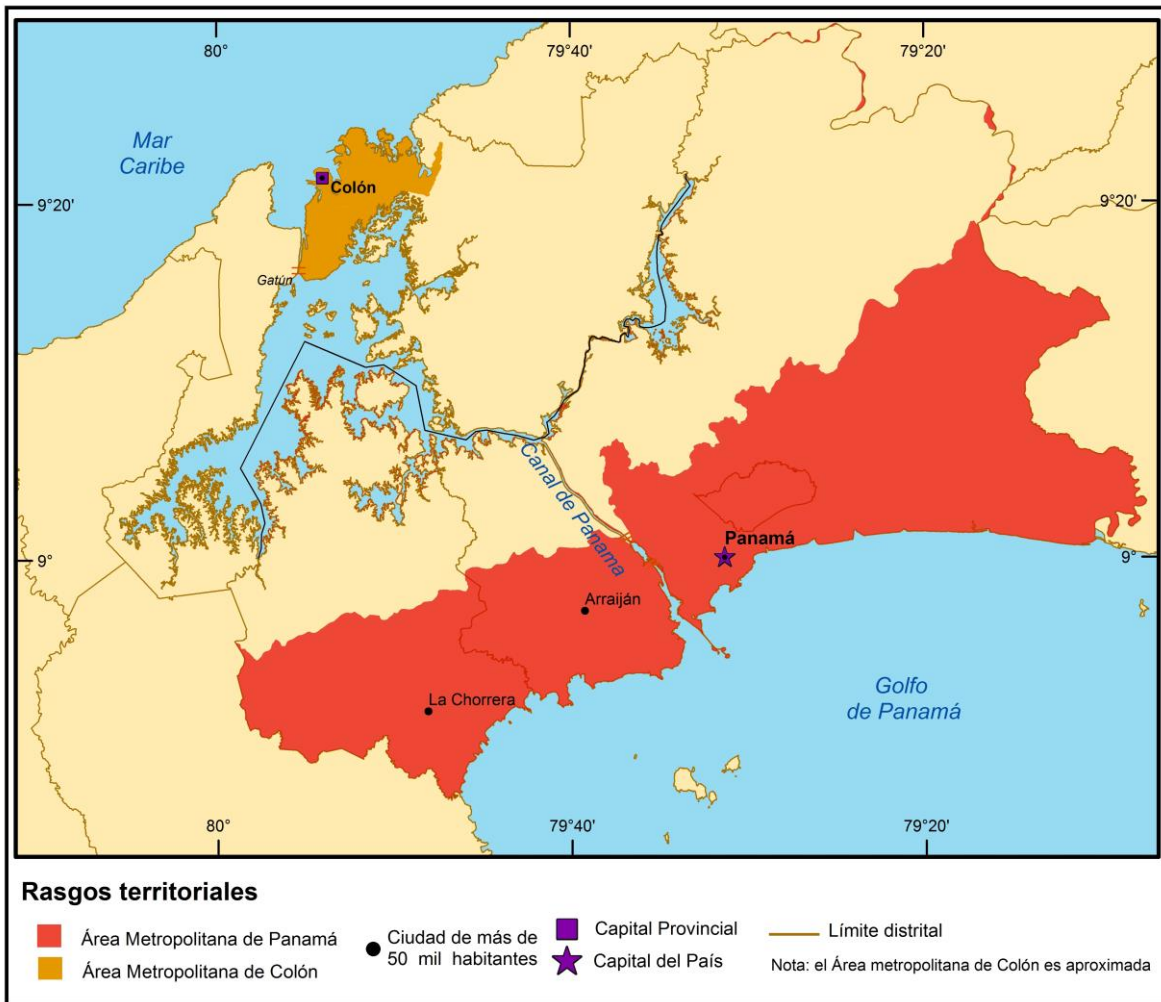 80°
79°40'
79°20'
Mar
Caribe
Colón
9°20'
9°20'
Gatún
Canal de Panama
Panamá
9°
9°
Arraiján
La Chorrera
Golfo
de Panamá
80°
79°40'
79°20'
Rasgos territoriales
Área Metropolitana de Panamá
Área Metropolitana de Colón
Ciudad de más de
50 mil habitantes
Capital Provincial
Capital del País
Límite distrital
Nota: el Área metropolitana de Colón es aproximada